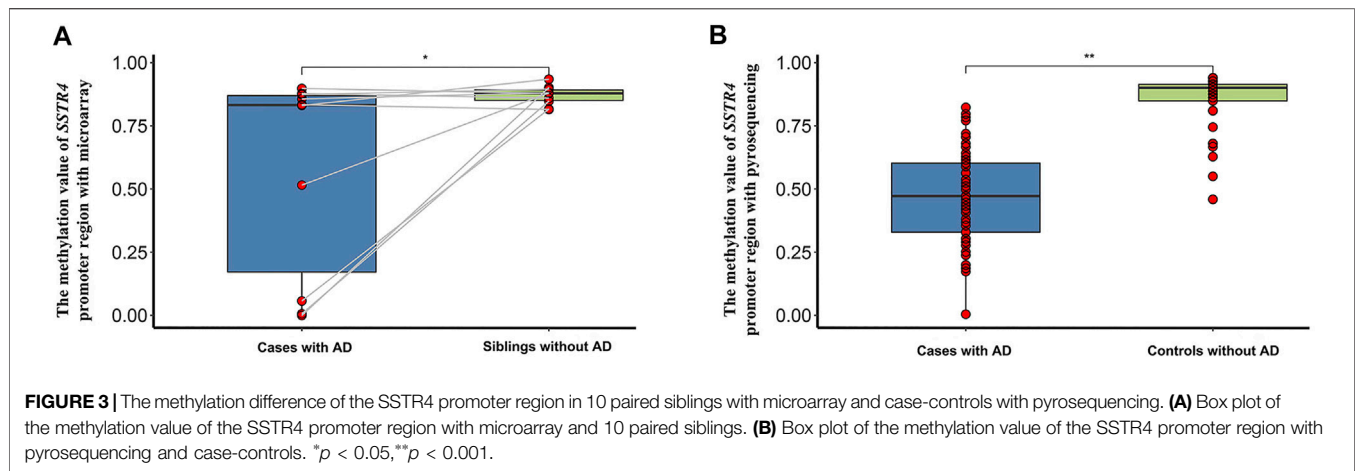 A
The methylation value of SSTR4
promoter region with microarray
1.00
0.75
0.50
0.25
0.00
*
Cases with AD
Siblings without AD
B
The methylation value of SSTR4
promoter region with pyrosequencing
1.00
0.75
0.50
0.25
0.00
**
Cases with AD
Controls without AD
FIGURE 3 | The methylation difference of the SSTR4 promoter region in 10 paired siblings with microarray and case-controls with pyrosequencing. (A) Box plot of
the methylation value of the SSTR4 promoter region with microarray and 10 paired siblings. (B) Box plot of the methylation value of the SSTR4 promoter region with
pyrosequencing and case-controls. *p < 0.05,**p < 0.001.